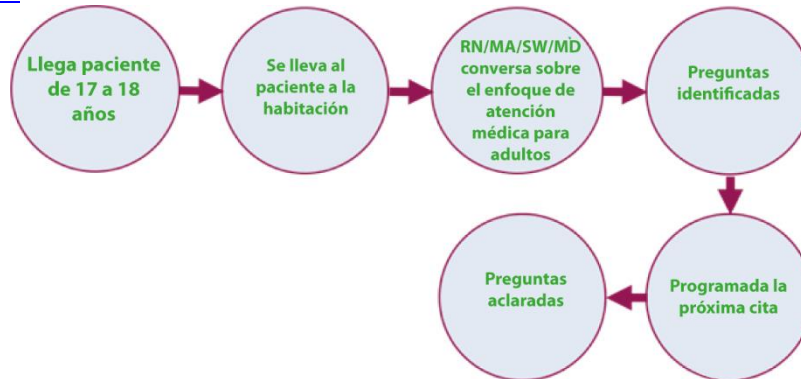 Llega paciente
de 17 a 18
años
Se lleva al
paciente a la
habitación
RN/MA/SW/MD
conversa sobre
el enfoque de
atención
médica para
adultos
Preguntas
identificadas
Programada la
próxima cita
Preguntas
aclaradas